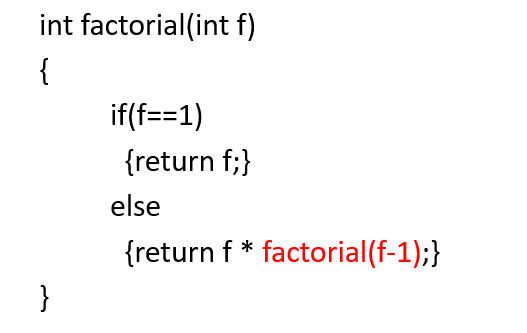 int factorial(int f)
{
if(f==1)
{return f;}
else
{return f * factorial(f-1);}
}